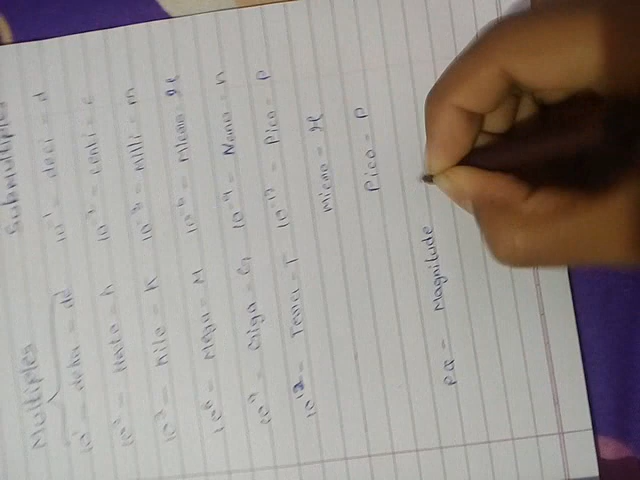 Multiples Submultiples
10¹ - deka = da 10⁻¹ = deci = d
10² - Hecto = h 10⁻² = centi = c
10³ - Kilo = K 10⁻³ = Milli = m
10⁶ - Mega = M 10⁻⁶ = Micro =
10⁹ - Giga = G 10⁻⁹ = Nano = n
10¹² - Tera - T 10⁻¹² = Pico = P
Micro =
Pico = P
PQ - Magnitude